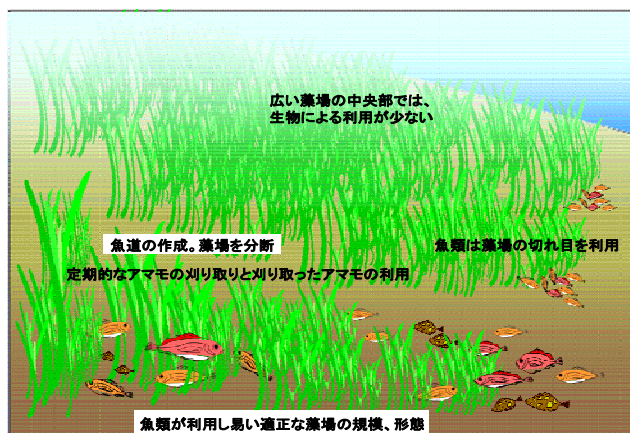 広い藻場の中央部では、
生物による利用が少ない
魚道の作成。藻場を分断
魚類は藻場の切れ目を利用
定期的なアマモの刈り取りと刈り取ったアマモの利用
魚類が利用し易い適正な藻場の規模、形態